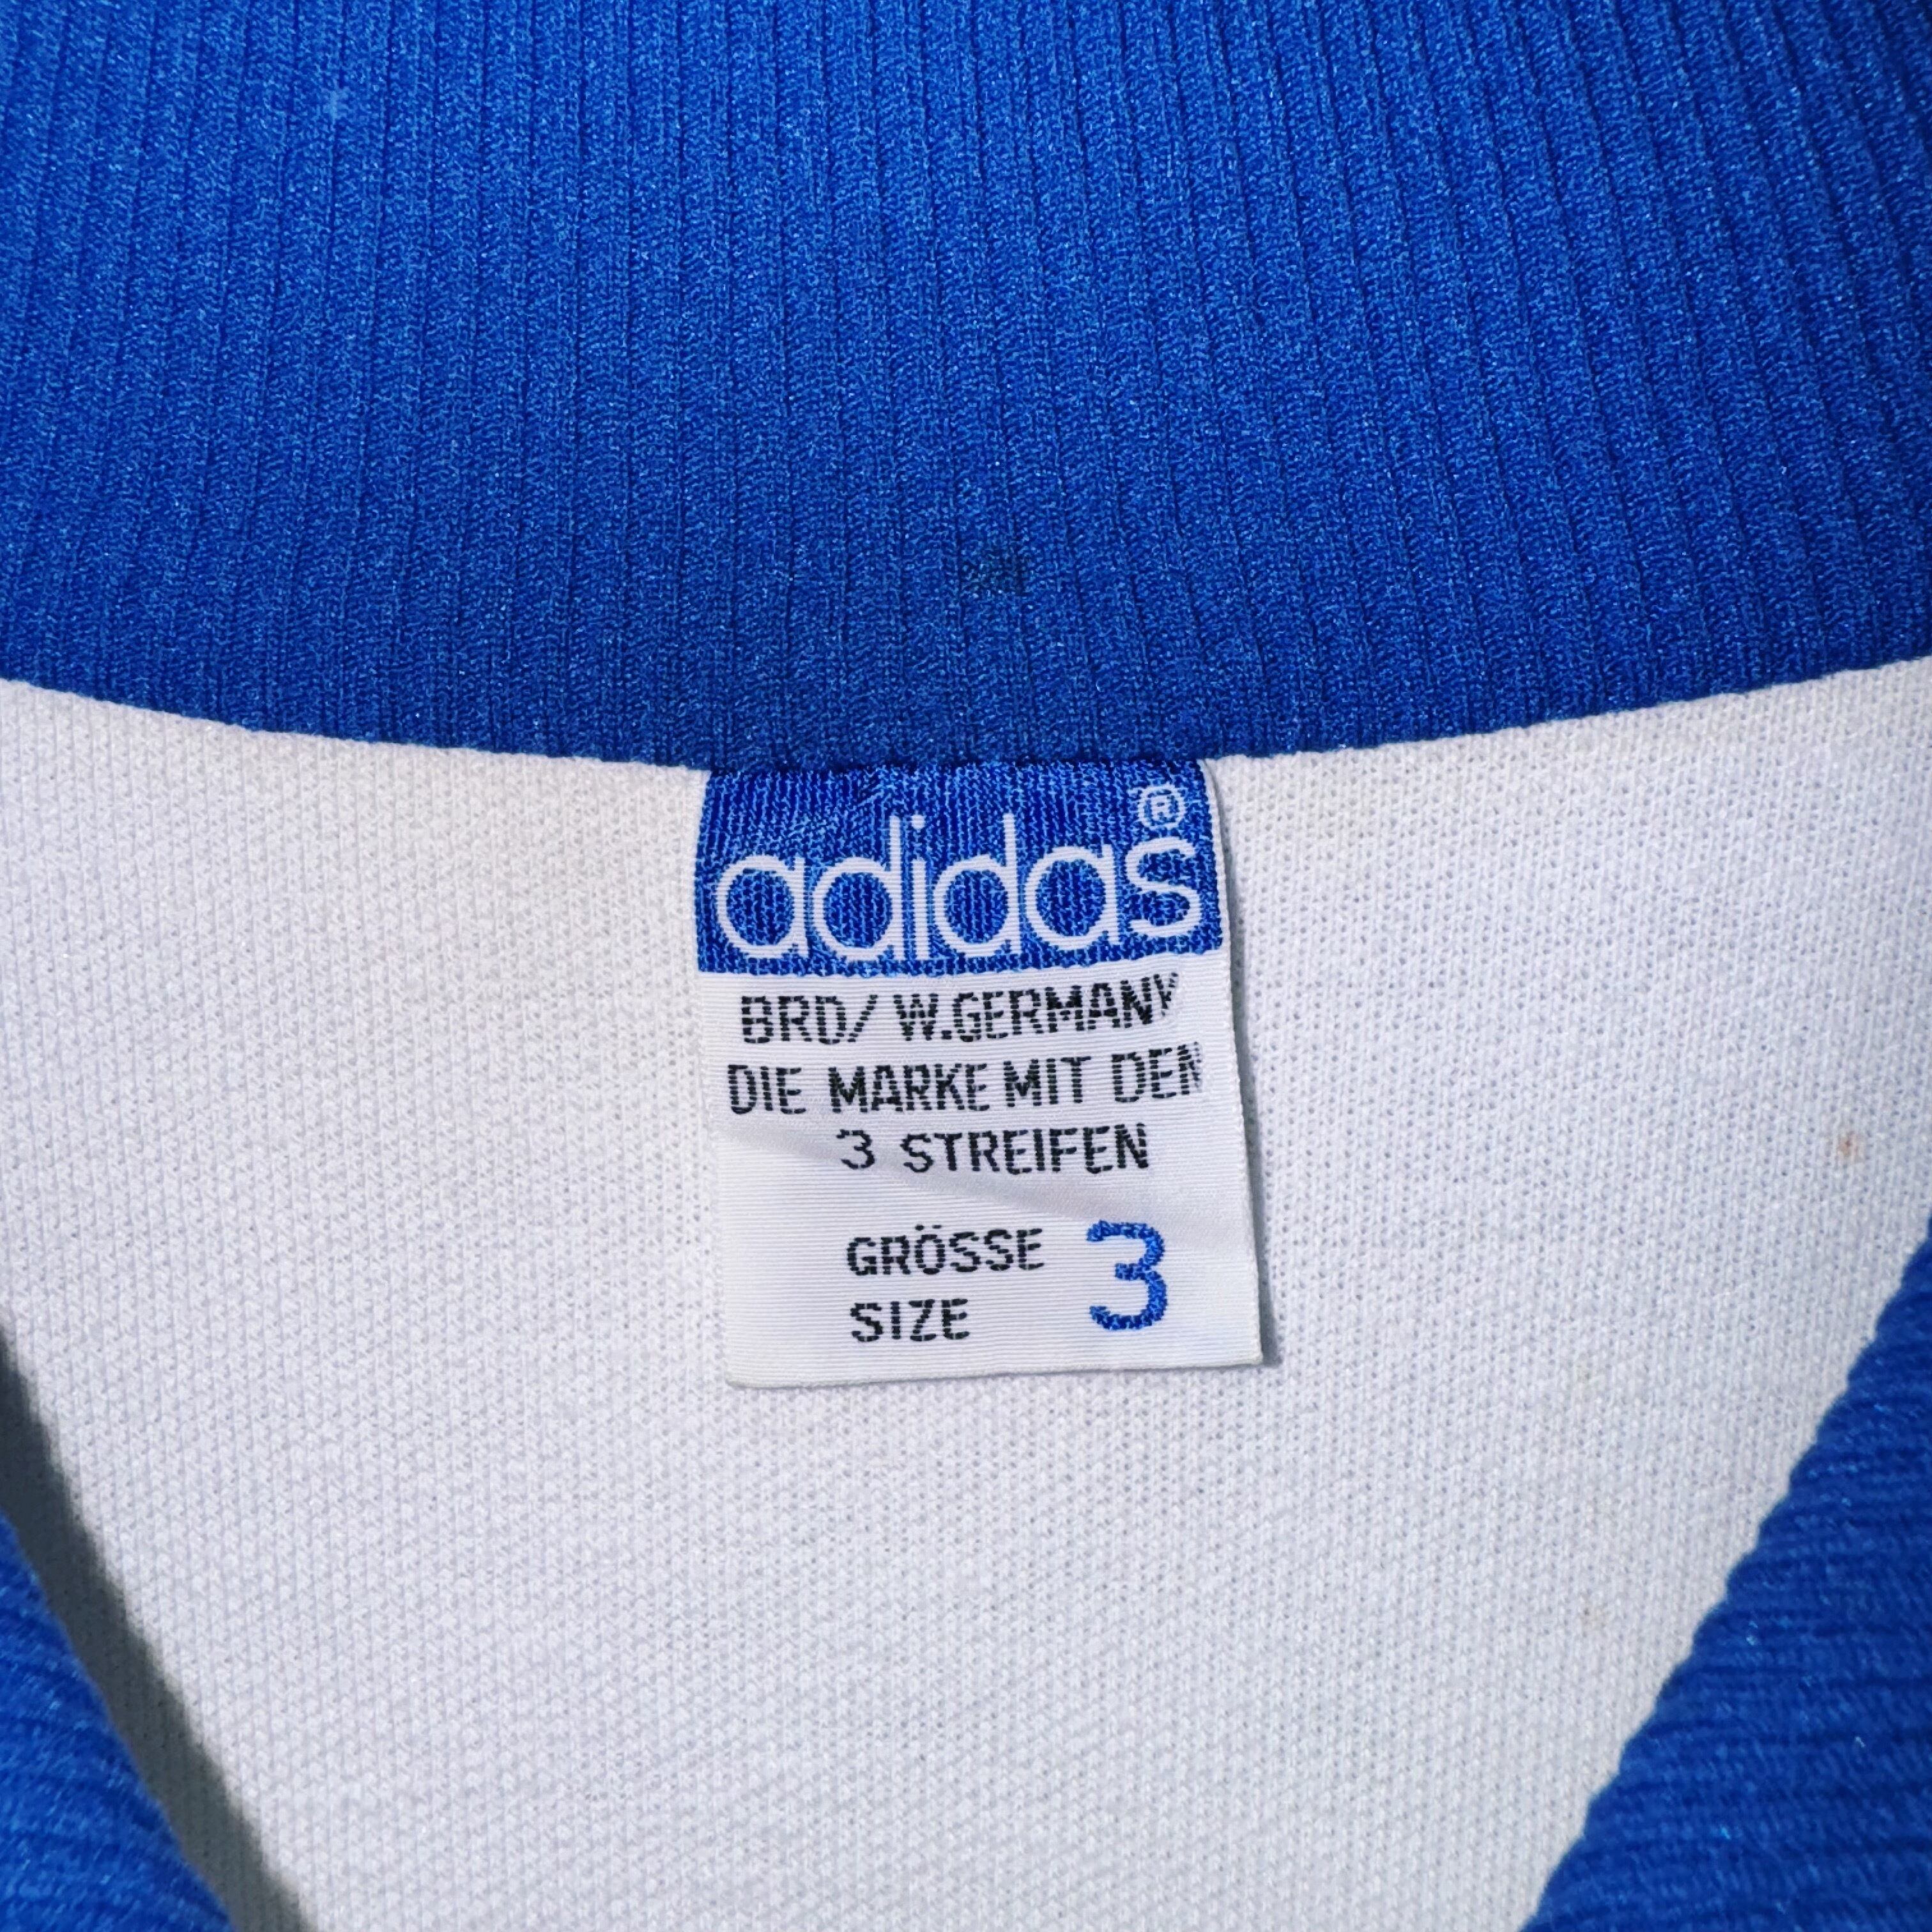 adidas®
BRD/ W.GERMANY
DIE MARKE MIT DEN
3 STREIFEN
GRÖSSE 3
SIZE